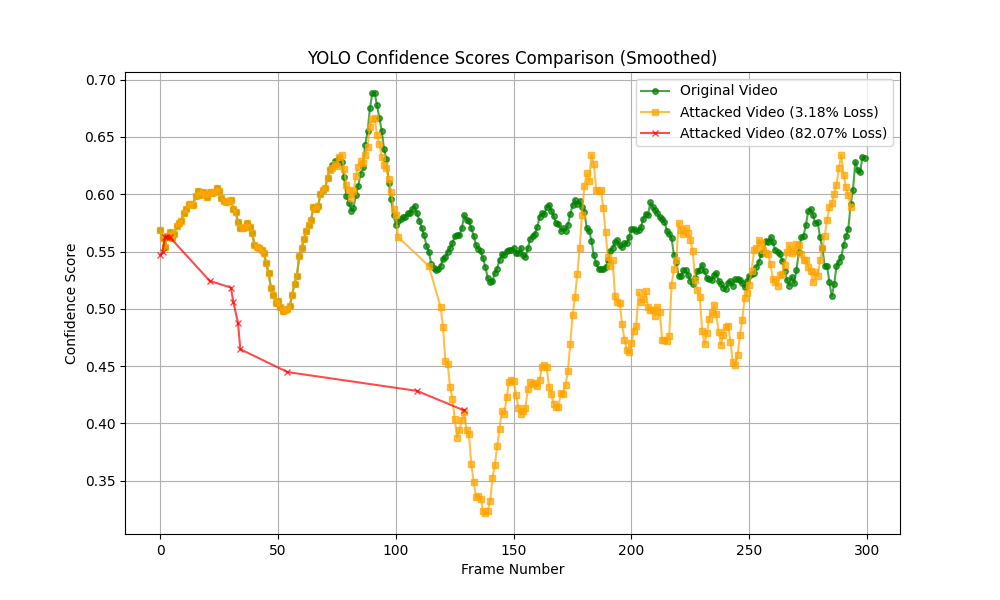 YOLO Confidence Scores Comparison (Smoothed)
Original Video
Attacked Video (3.18% Loss)
Attacked Video (82.07% Loss)
Confidence Score
0.70
0.65
0.60
0.55
0.50
0.45
0.40
0.35
0 50 100 150 200 250 300
Frame Number